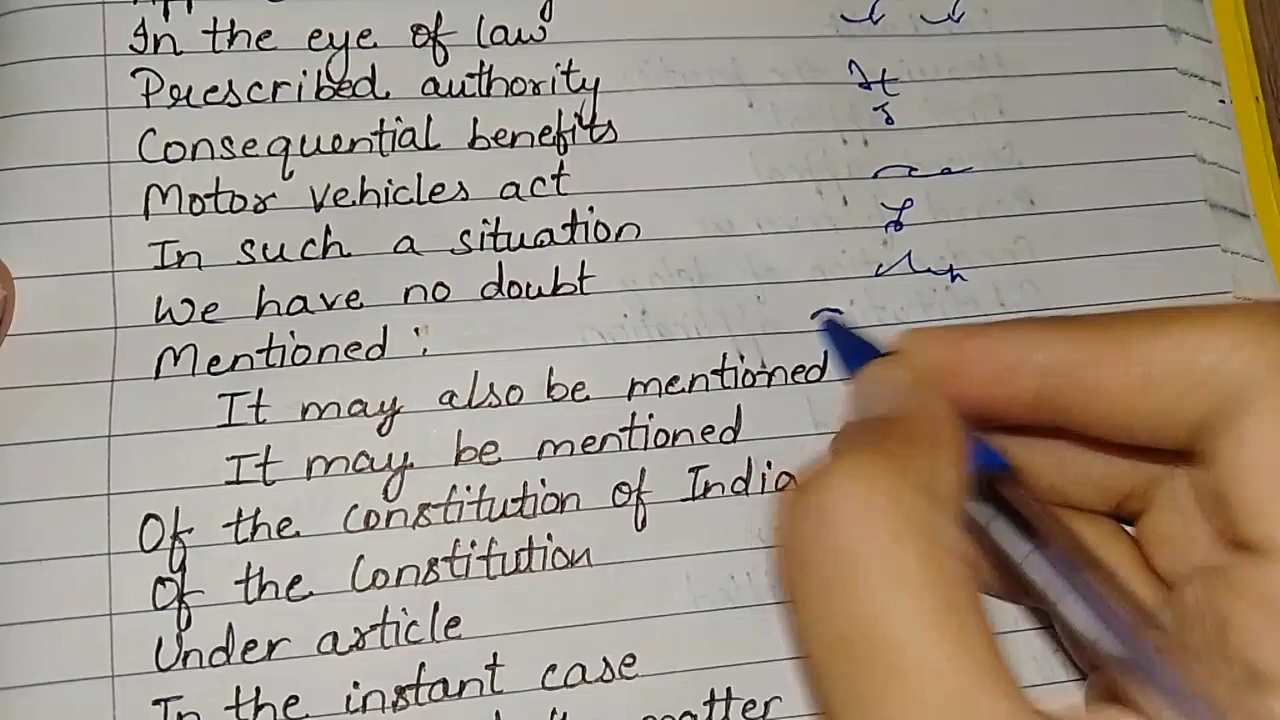 In the eye of law
Prescribed authority
Consequential benefits
Motor vehicles act
In such a situation
We have no doubt
Mentioned :
It may also be mentioned
It may be mentioned
Of the constitution of India
Of the Constitution
Under article
In the instant case
matter